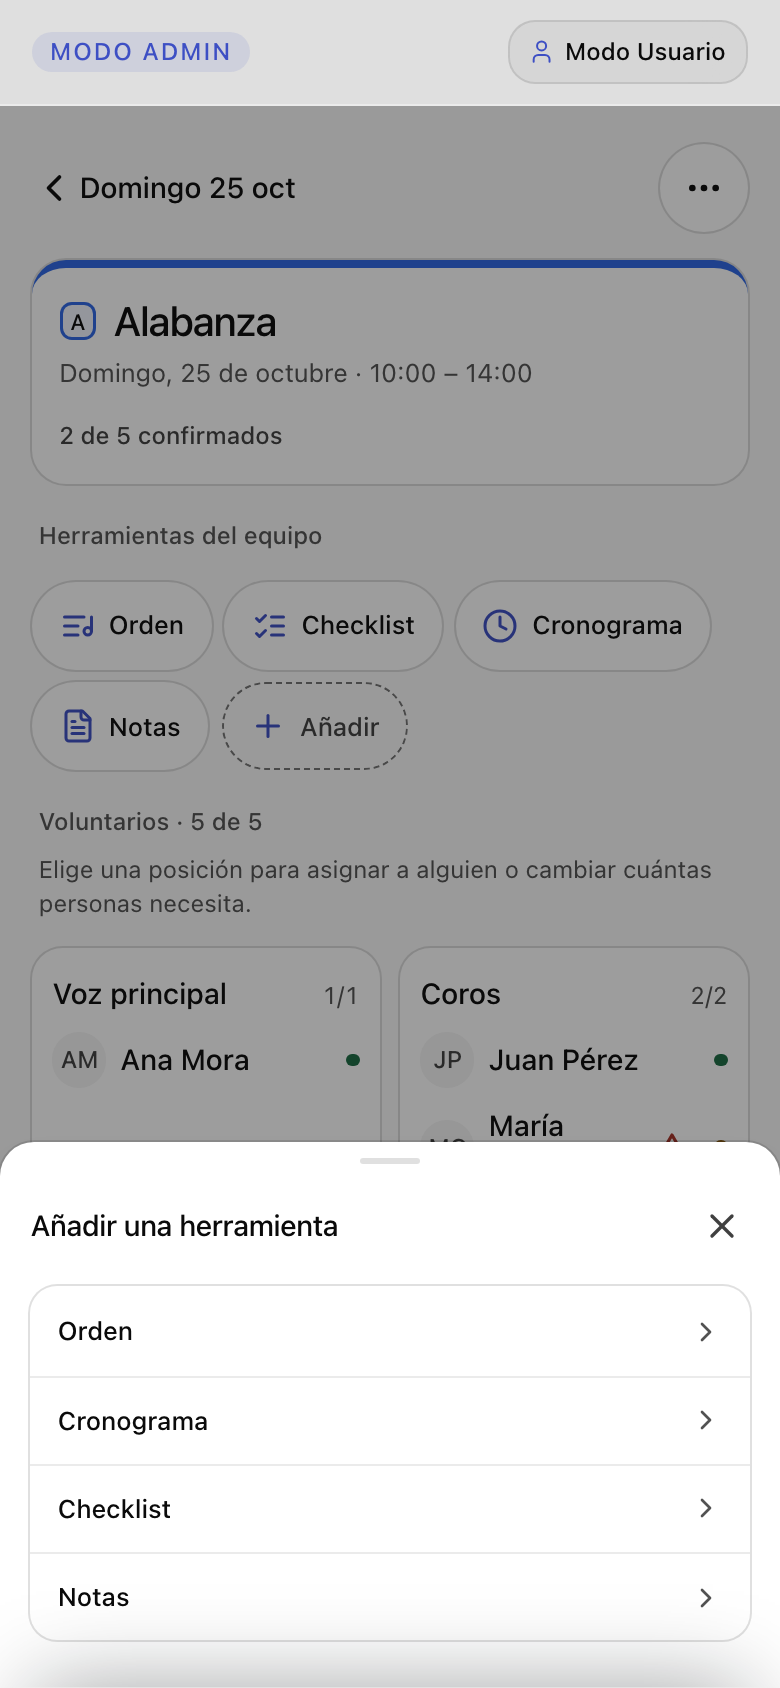 MODO ADMIN
Modo Usuario
Domingo 25 oct
A Alabanza
Domingo, 25 de octubre · 10:00 – 14:00
2 de 5 confirmados
Herramientas del equipo
Orden Checklist Cronograma
Notas Añadir
Voluntarios · 5 de 5
Elige una posición para asignar a alguien o cambiar cuántas
personas necesita.
Voz principal 1/1
AM Ana Mora
Coros 2/2
JP Juan Pérez
María
Añadir una herramienta
Orden
Cronograma
Checklist
Notas